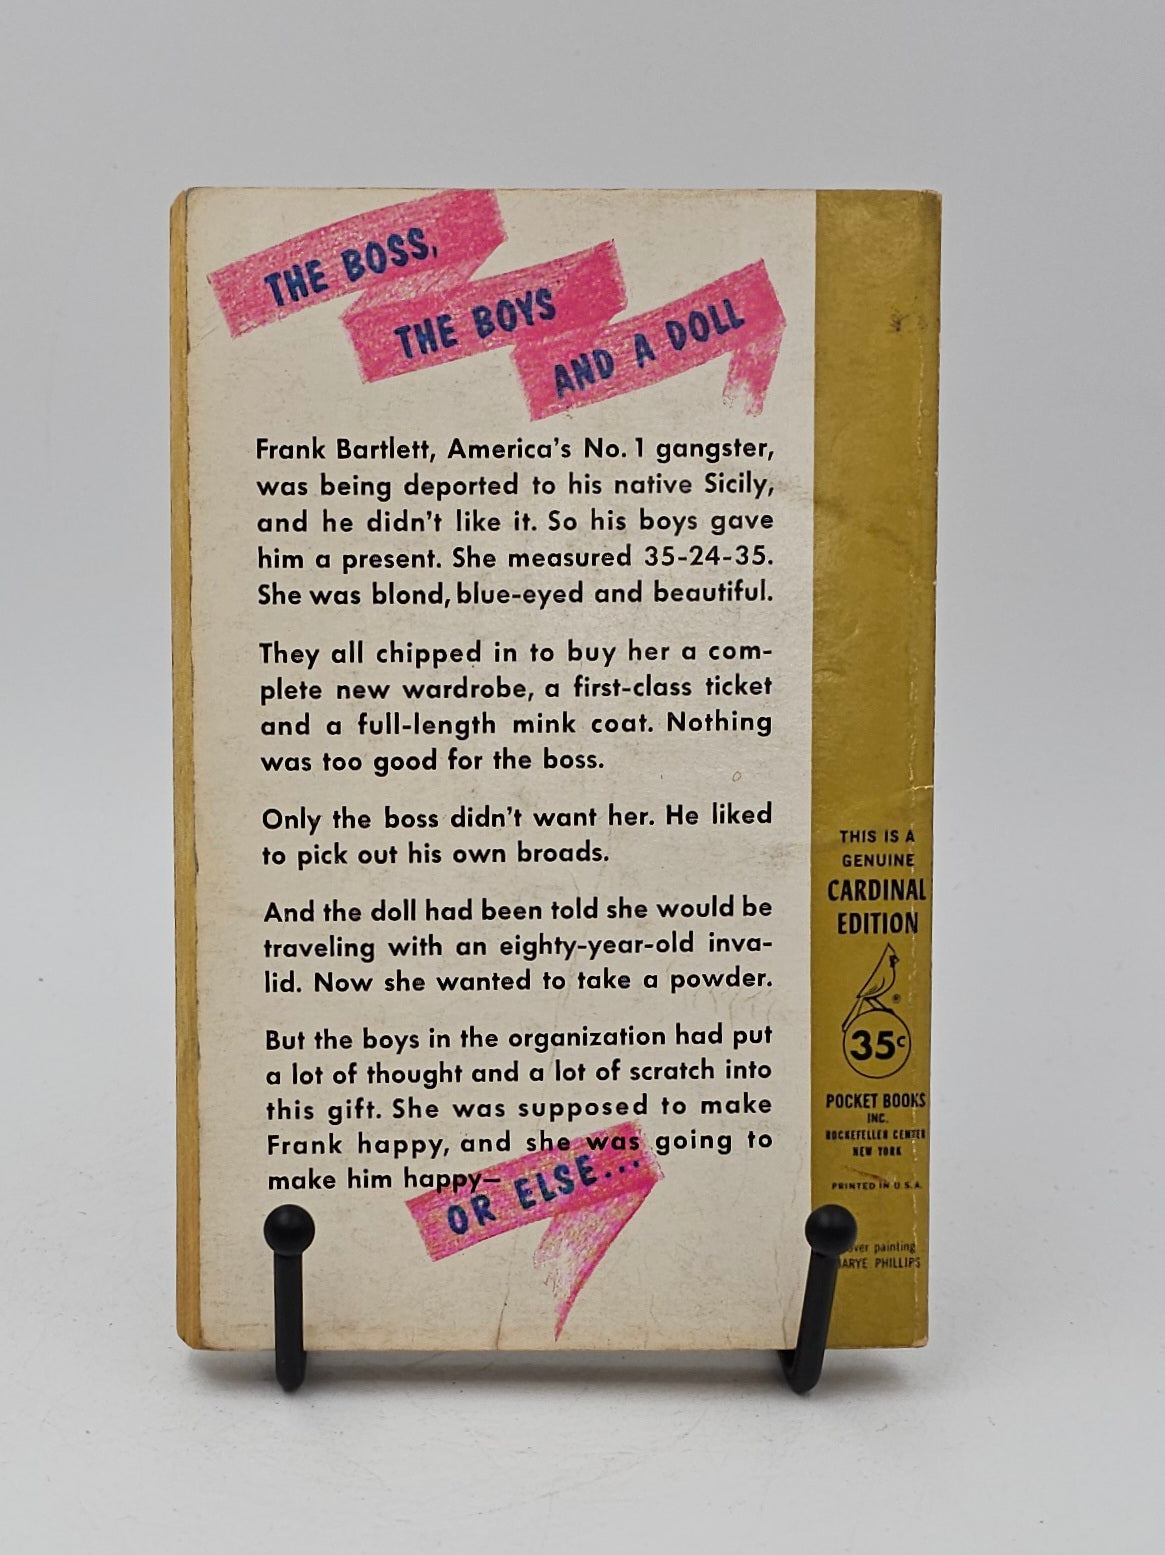 THE BOSS,
THE BOYS
AND A DOLL
Frank Bartlett, America's No. 1 gangster,
was being deported to his native Sicily,
and he didn't like it. So his boys gave
him a present. She measured 35-24-35.
She was blond, blue-eyed and beautiful.
They all chipped in to buy her a com-
plete new wardrobe, a first-class ticket
and a full-length mink coat. Nothing
was too good for the boss.
Only the boss didn't want her. He liked
to pick out his own broads.
And the doll had been told she would be
traveling with an eighty-year-old inva-
lid. Now she wanted to take a powder.
But the boys in the organization had put
a lot of thought and a lot of scratch into
this gift. She was supposed to make
Frank happy, and she was going to
make him happy—
OR ELSE...
THIS IS A
GENUINE
CARDINAL
EDITION
®
35c
POCKET BOOKS
INC.
ROCKEFELLER CENTER
NEW YORK
PRINTED IN U.S.A.
painting
PHILLIPS